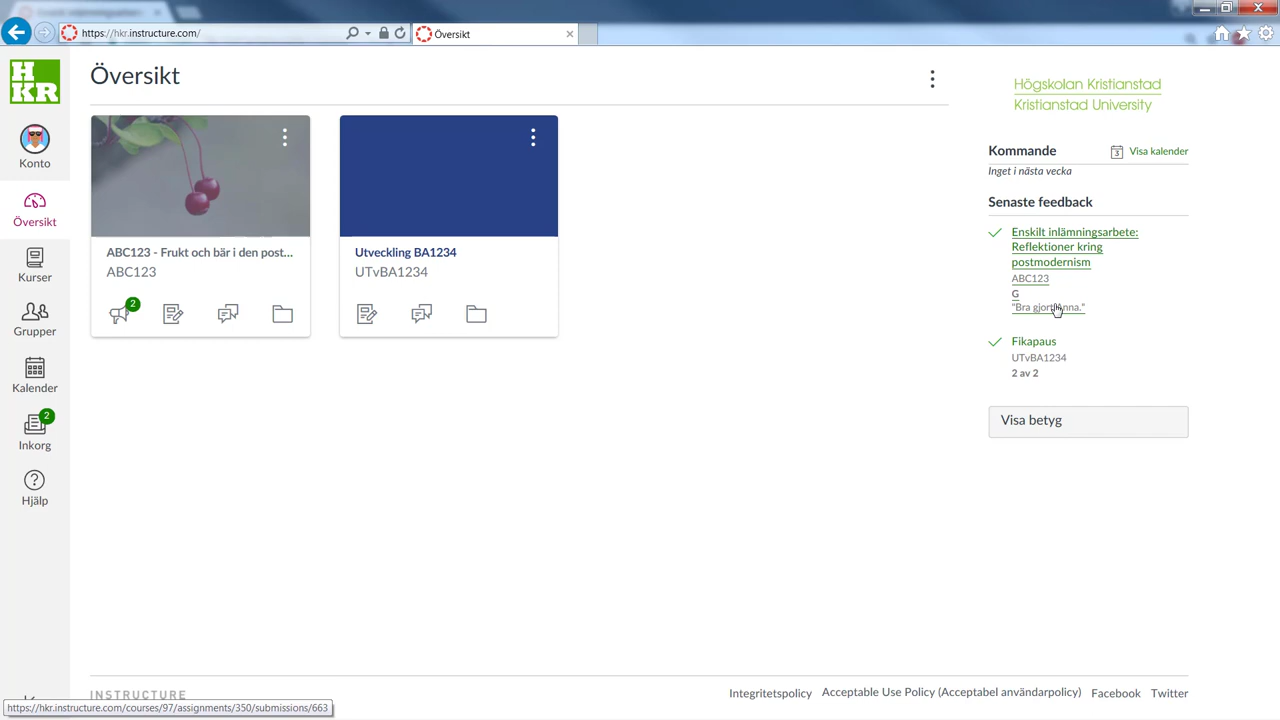 https://hkr.instructure.com/
Översikt
H
KR
Konto
Översikt
Kurser
Grupper
Kalender
2
Inkorg
Hjälp
Översikt
ABC123 - Frukt och bär i den post...
ABC123
2
Utveckling BA1234
UTvBA1234
Högskolan Kristianstad
Kristianstad University
Kommande
Visa kalender
Inget i nästa vecka
Senaste feedback
Enskilt inlämningsarbete:
Reflektioner kring
postmodernism
ABC123
G
"Bra gjort Anna."
Fikapaus
UTvBA1234
2 av 2
Visa betyg
INSTRUCTURE
Integritetspolicy
Acceptable Use Policy (Acceptabel användarpolicy)
Facebook
Twitter
https://hkr.instructure.com/courses/97/assignments/350/submissions/663